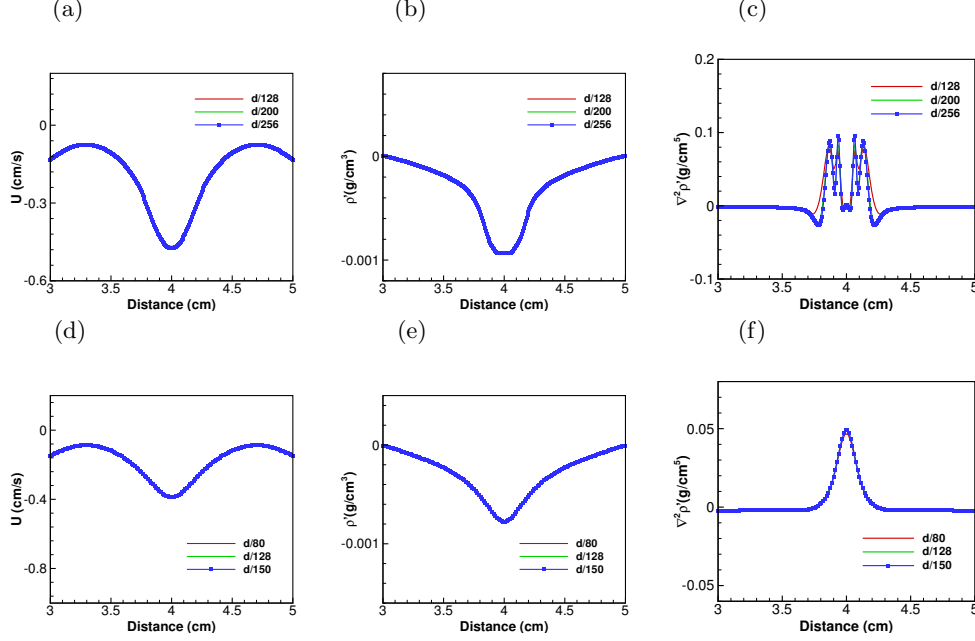 (a)
(b)
(c)
U (cm/s)
0
-0.3
-0.6
3
3.5
4
4.5
5
Distance (cm)
d/128
d/200
d/256
ρ'(g/cm³)
0
-0.001
3
3.5
4
4.5
5
Distance (cm)
d/128
d/200
d/256
∇²ρ'(g/cm⁵)
0.2
0.1
0
-0.1
3
3.5
4
4.5
5
Distance (cm)
d/128
d/200
d/256
(d)
(e)
(f)
U (cm/s)
0
-0.4
-0.8
3
3.5
4
4.5
5
Distance (cm)
d/80
d/128
d/150
ρ'(g/cm³)
0
-0.001
3
3.5
4
4.5
5
Distance (cm)
d/80
d/128
d/150
∇²ρ'(g/cm⁵)
0.05
0
-0.05
3
3.5
4
4.5
5
Distance (cm)
d/80
d/128
d/150